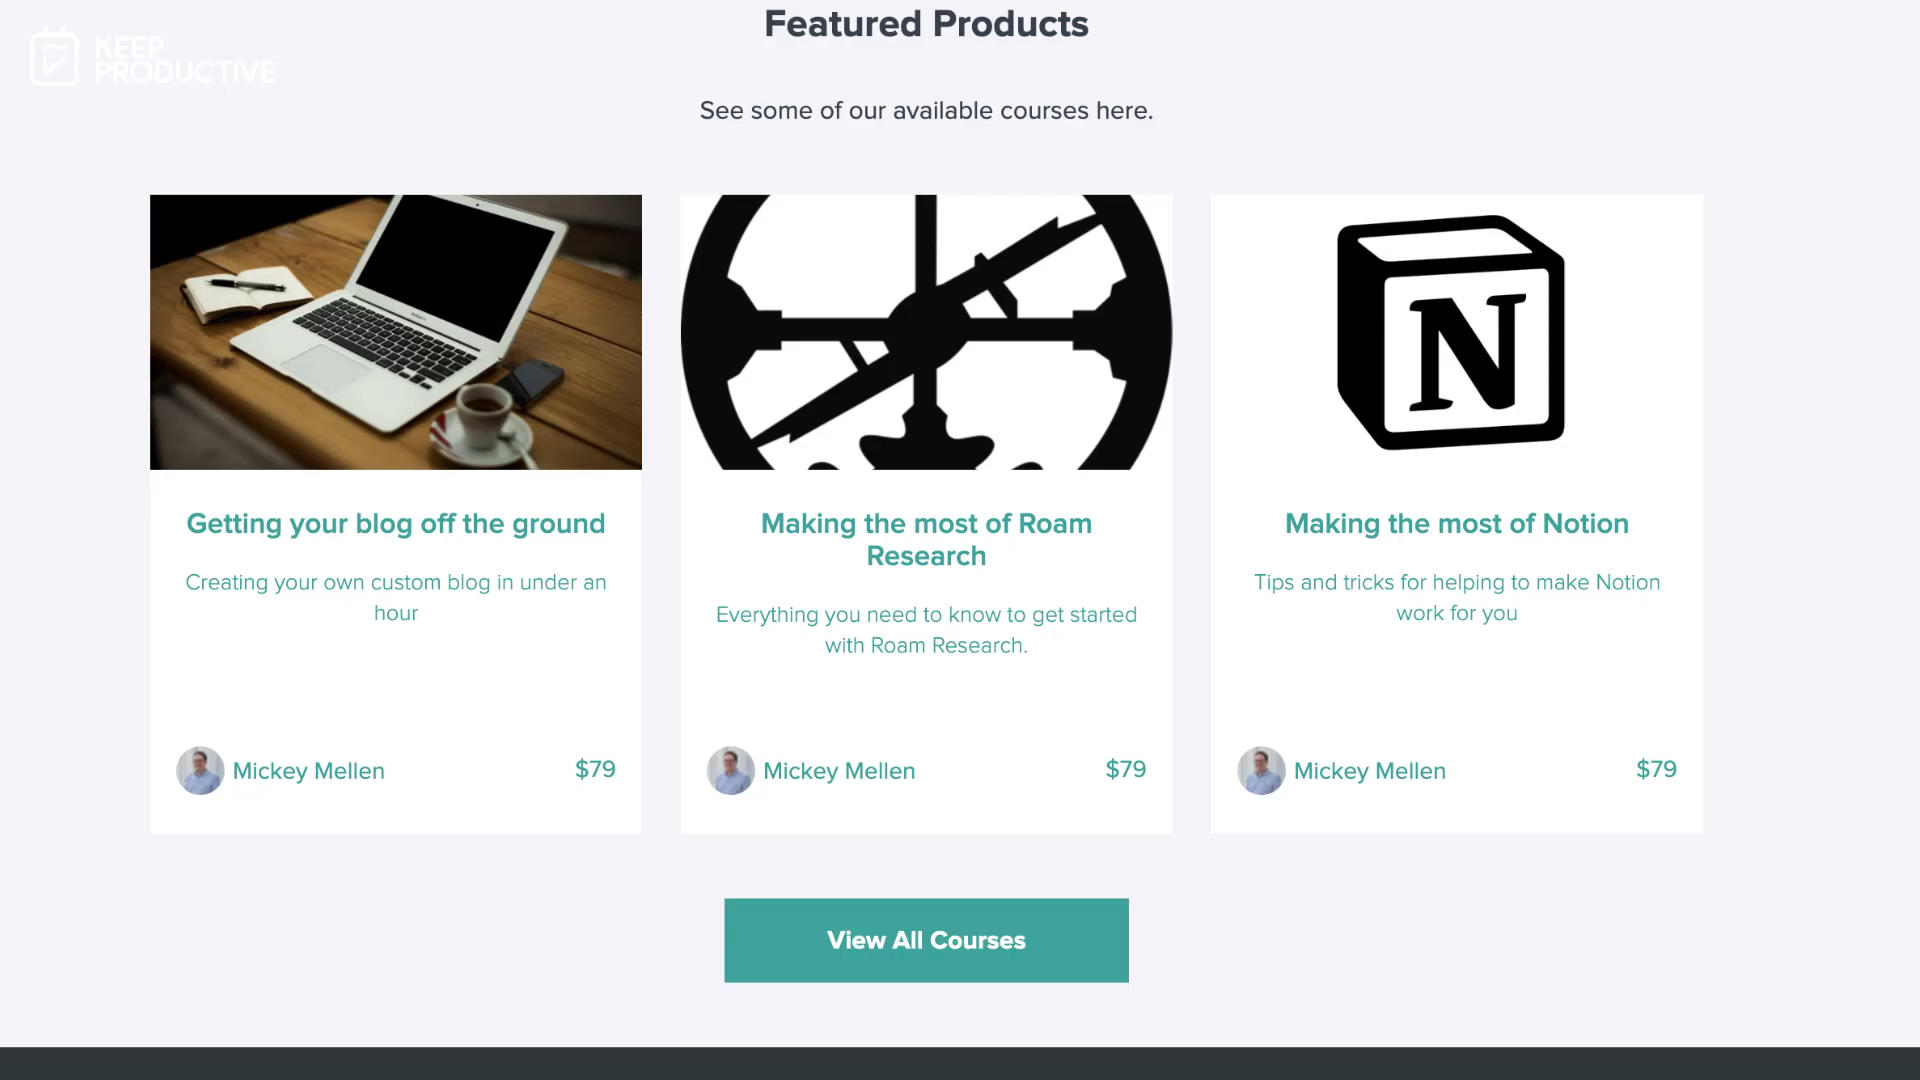 Featured Products
KEEP
PRODUCTIVE
See some of our available courses here.
N
Getting your blog off the ground
Creating your own custom blog in under an
hour
Mickey Mellen
$79
Making the most of Roam
Research
Everything you need to know to get started
with Roam Research.
Mickey Mellen
$79
Making the most of Notion
Tips and tricks for helping to make Notion
work for you
Mickey Mellen
$79
View All Courses